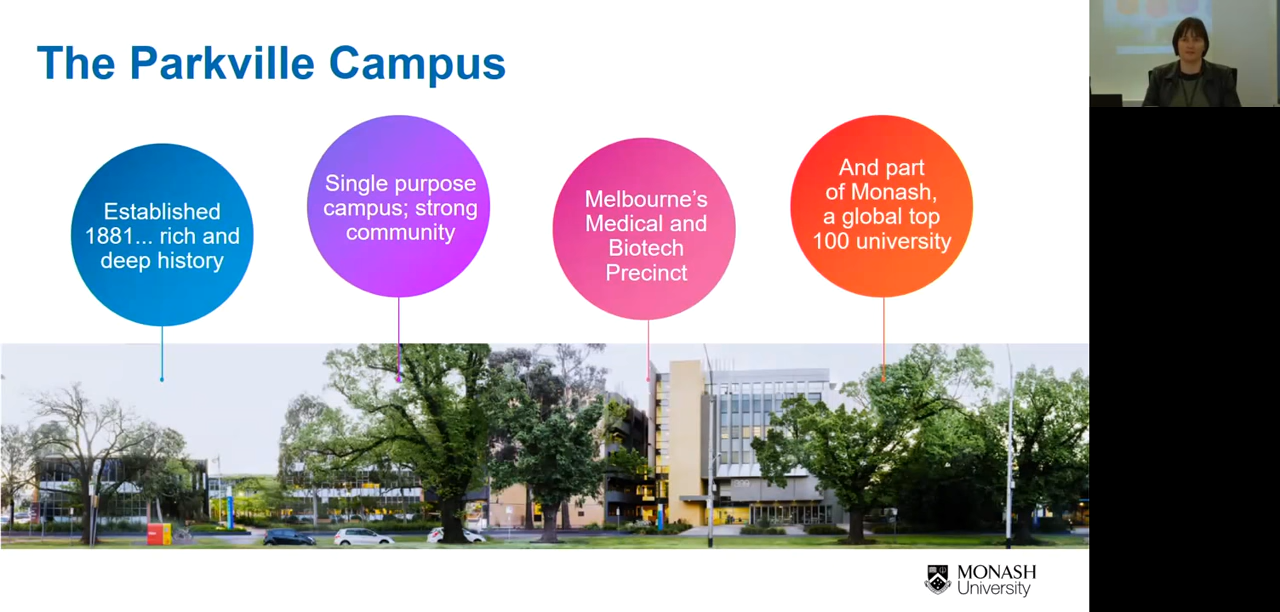 The Parkville Campus
Established
1881... rich and
deep history
Single purpose
campus; strong
community
Melbourne’s
Medical and
Biotech
Precinct
And part
of Monash,
a global top
100 university
399
MONASH
University